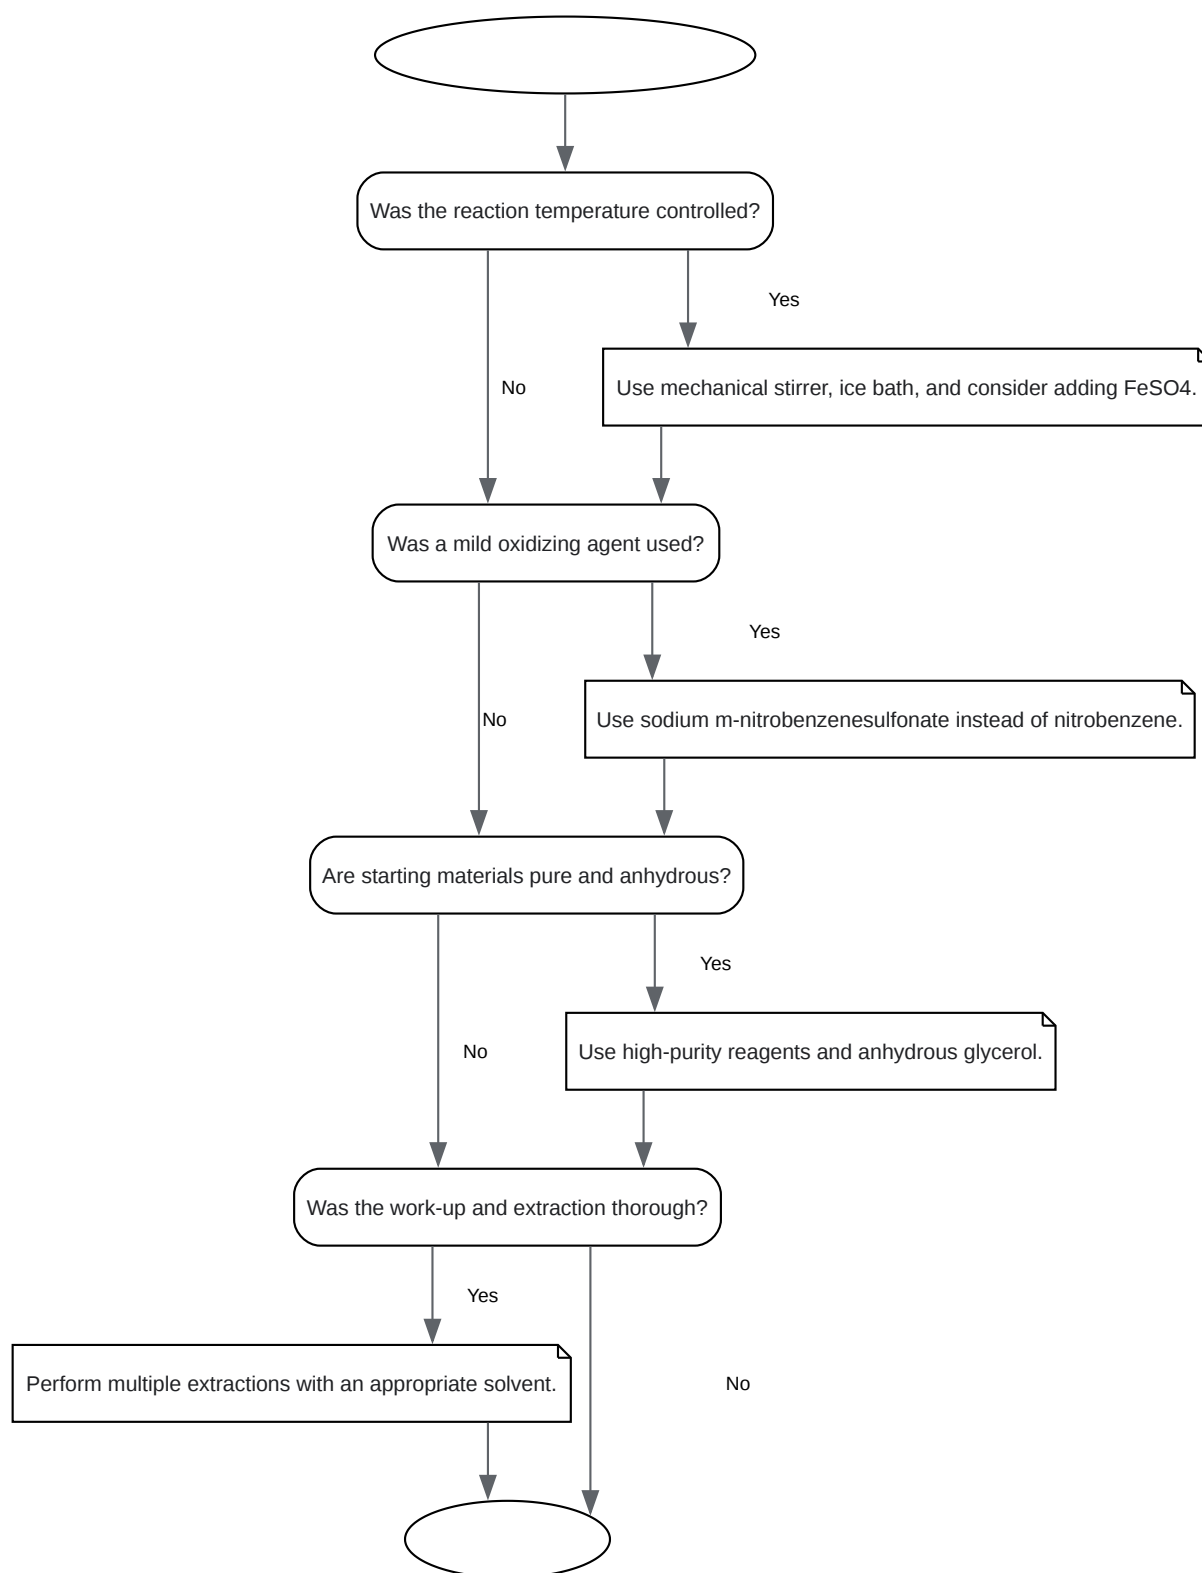 Was the reaction temperature controlled?
Yes
Use mechanical stirrer, ice bath, and consider adding FeSO4.
No
Was a mild oxidizing agent used?
Yes
Use sodium m-nitrobenzenesulfonate instead of nitrobenzene.
No
Are starting materials pure and anhydrous?
Yes
Use high-purity reagents and anhydrous glycerol.
No
Was the work-up and extraction thorough?
Yes
Perform multiple extractions with an appropriate solvent.
No